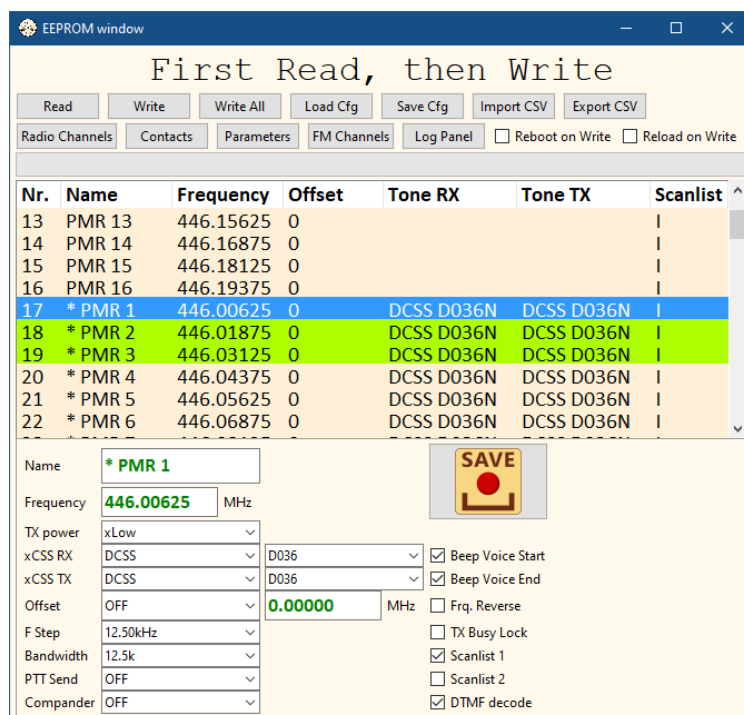 EEPROM window
First Read, then Write
Read Write Write All Load Cfg Save Cfg Import CSV Export CSV
Radio Channels Contacts Parameters FM Channels Log Panel Reboot on Write Reload on Write
Nr. Name Frequency Offset Tone RX Tone TX Scanlist
13 PMR 13 446.15625 0 I
14 PMR 14 446.16875 0 I
15 PMR 15 446.18125 0 I
16 PMR 16 446.19375 0 I
17 * PMR 1 446.00625 0 DCSS D036N DCSS D036N I
18 * PMR 2 446.01875 0 DCSS D036N DCSS D036N I
19 * PMR 3 446.03125 0 DCSS D036N DCSS D036N I
20 * PMR 4 446.04375 0 DCSS D036N DCSS D036N I
21 * PMR 5 446.05625 0 DCSS D036N DCSS D036N I
22 * PMR 6 446.06875 0 DCSS D036N DCSS D036N I
Name * PMR 1 SAVE
Frequency 446.00625 MHz
TX power xLow
xCSS RX DCSS D036 Beep Voice Start
xCSS TX DCSS D036 Beep Voice End
Offset OFF 0.00000 MHz Frq. Reverse
F Step 12.50kHz TX Busy Lock
Bandwidth 12.5k Scanlist 1
PTT Send OFF Scanlist 2
Compander OFF DTMF decode